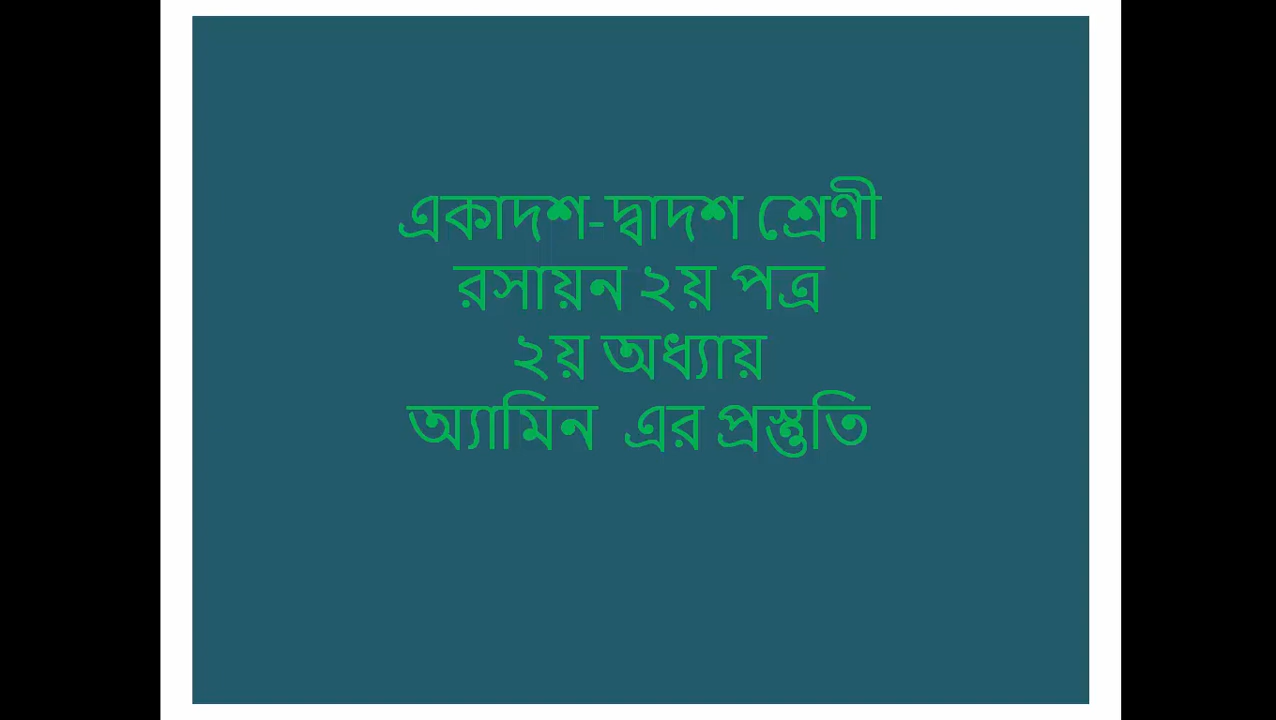 একাদশ-দ্বাদশ শ্রেণী
রসায়ন ২য় পত্র
২য় অধ্যায়
অ্যামিন এর প্রস্তুতি